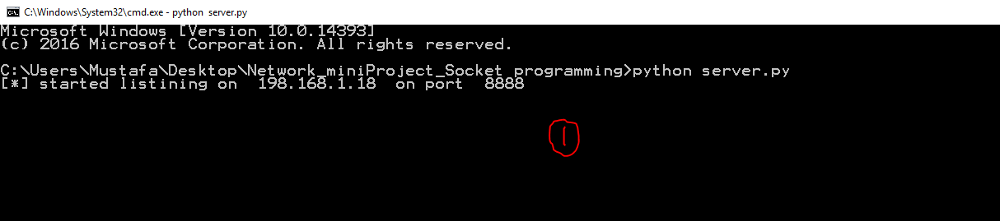 C:\Windows\System32\cmd.exe - python server.py
Microsoft Windows [Version 10.0.14393]
(c) 2016 Microsoft Corporation. All rights reserved.
C:\Users\Mustafa\Desktop\Network_miniProject_Socket programming>python server.py
[*] started listining on  198.168.1.18  on port  8888
1